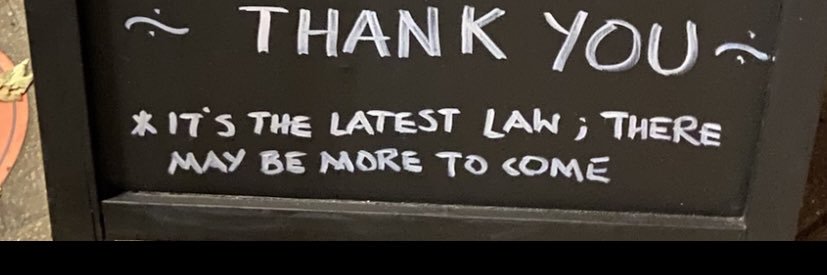 ~ THANK YOU ~
*IT'S THE LATEST LAW; THERE
MAY BE MORE TO COME